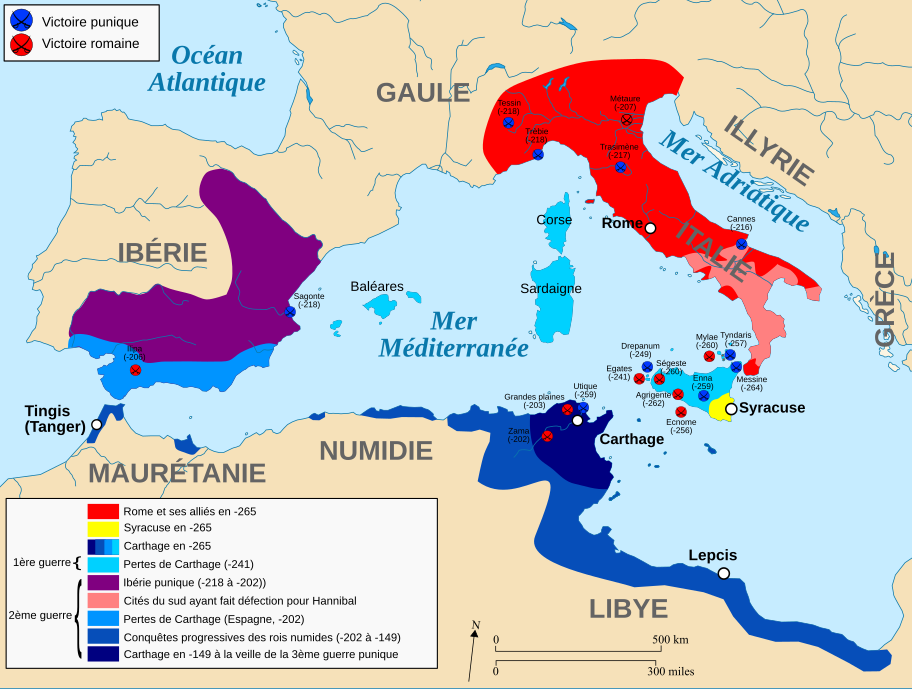 Victoire punique
Victoire romaine
Océan
Atlantique
GAULE
ILLYRIE
Mer Adriatique
Tessin
(-218)
Trébie
(-218)
Métaure
(-207)
Trasimène
(-217)
Rome
ITALIE
Cannes
(-216)
GRÈCE
IBÉRIE
Corse
Sardaigne
Baléares
Sagonte
(-218)
Mer
Méditerranée
Ilipa
(-206)
Drepanum
(-249)
Mylae
(-260)
Tyndaris
(-257)
Egates
(-241)
Ségeste
(-260)
Enna
(-259)
Messine
(-264)
Agrigente
(-262)
Ecnome
(-256)
Syracuse
Utique
(-259)
Grandes plaines
(-203)
Zama
(-202)
Carthage
Tingis
(Tanger)
MAURÉTANIE
NUMIDIE
Lepcis
LIBYE
Rome et ses alliés en -265
Syracuse en -265
Carthage en -265
1ère guerre
Pertes de Carthage (-241)
Ibérie punique (-218 à -202))
Cités du sud ayant fait défection pour Hannibal
2ème guerre
Pertes de Carthage (Espagne, -202)
Conquêtes progressives des rois numides (-202 à -149)
Carthage en -149 à la veille de la 3ème guerre punique
N
0
500 km
0
300 miles